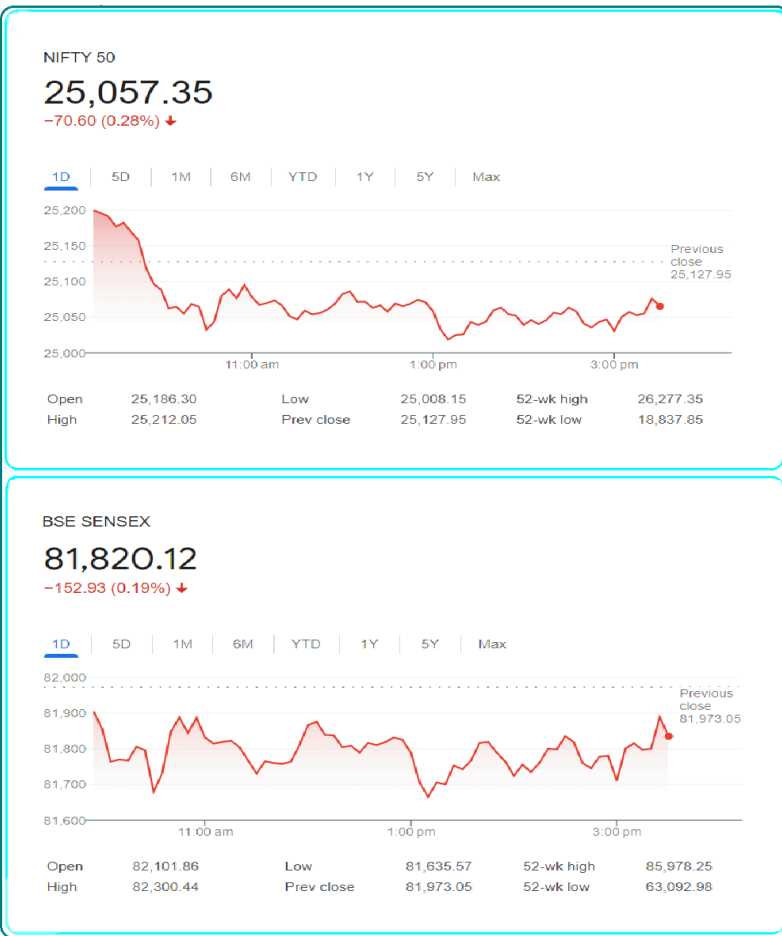 NIFTY 50
25,057.35
−70.60 (0.28%) ↓
1D 5D 1M 6M YTD 1Y 5Y Max
25,200
25,150
25,100
25,050
25,000
Previous
close
25,127.95
11:00 am 1:00 pm 3:00 pm
Open 25,186.30 Low 25,008.15 52-wk high 26,277.35
High 25,212.05 Prev close 25,127.95 52-wk low 18,837.85
BSE SENSEX
81,820.12
−152.93 (0.19%) ↓
1D 5D 1M 6M YTD 1Y 5Y Max
82,000
81,900
81,800
81,700
81,600
Previous
close
81,973.05
11:00 am 1:00 pm 3:00 pm
Open 82,101.86 Low 81,635.57 52-wk high 85,978.25
High 82,300.44 Prev close 81,973.05 52-wk low 63,092.98